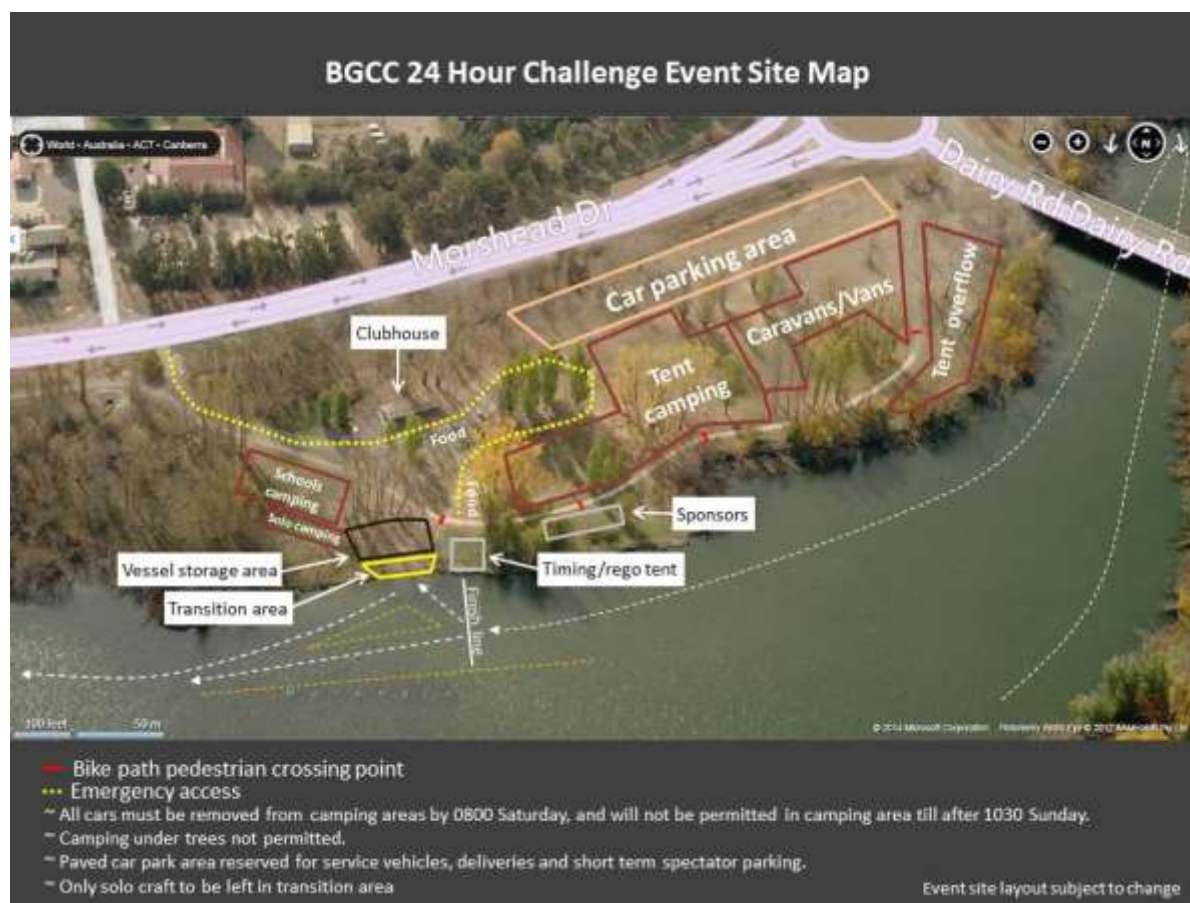 BGCC 24 Hour Challenge Event Site Map
World - Australia - ACT - Canberra
Morshead Dr
Dairy Rd
Dairy Rd
Car parking area
Caravans/Vans
Tent overflow
Tent
camping
Clubhouse
Food
Food
Schools
camping
Solo camping
Sponsors
Vessel storage area
Timing/rego tent
Transition area
Finish line
100 feet
50 m
N
Bike path pedestrian crossing point
Emergency access
~ All cars must be removed from camping areas by 0800 Saturday, and will not be permitted in camping area till after 1030 Sunday.
~ Camping under trees not permitted.
~ Paved car park area reserved for service vehicles, deliveries and short term spectator parking.
~ Only solo craft to be left in transition area
Event site layout subject to change